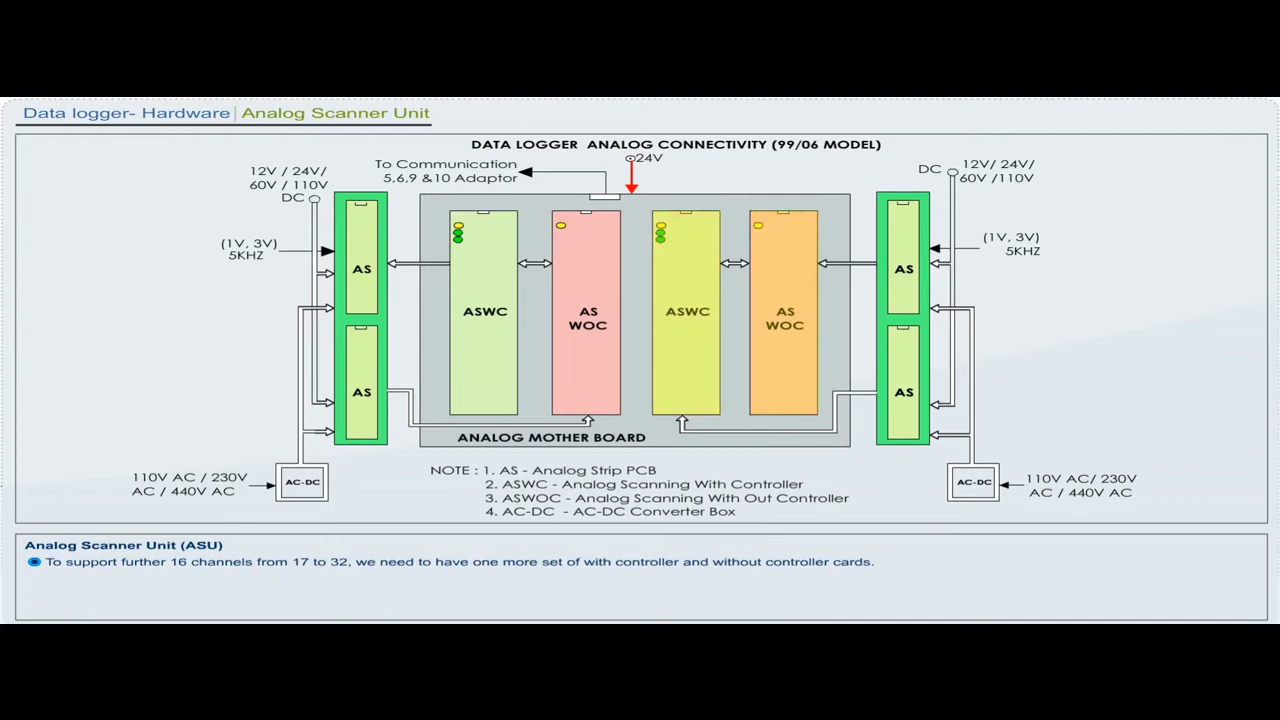 Data logger- Hardware | Analog Scanner Unit
DATA LOGGER ANALOG CONNECTIVITY (99/06 MODEL)
24V
To Communication
5,6,9 &10 Adaptor
12V / 24V/
60V / 110V
DC
(1V, 3V)
5KHZ
AS
AS
ASWC
AS
WOC
ASWC
AS
WOC
AS
AS
DC
12V/ 24V/
60V /110V
(1V, 3V)
5KHZ
ANALOG MOTHER BOARD
110V AC / 230V
AC / 440V AC
AC-DC
AC-DC
110V AC/ 230V
AC / 440V AC
NOTE : 1. AS - Analog Strip PCB
2. ASWC - Analog Scanning With Controller
3. ASWOC - Analog Scanning With Out Controller
4. AC-DC - AC-DC Converter Box
Analog Scanner Unit (ASU)
To support further 16 channels from 17 to 32, we need to have one more set of with controller and without controller cards.